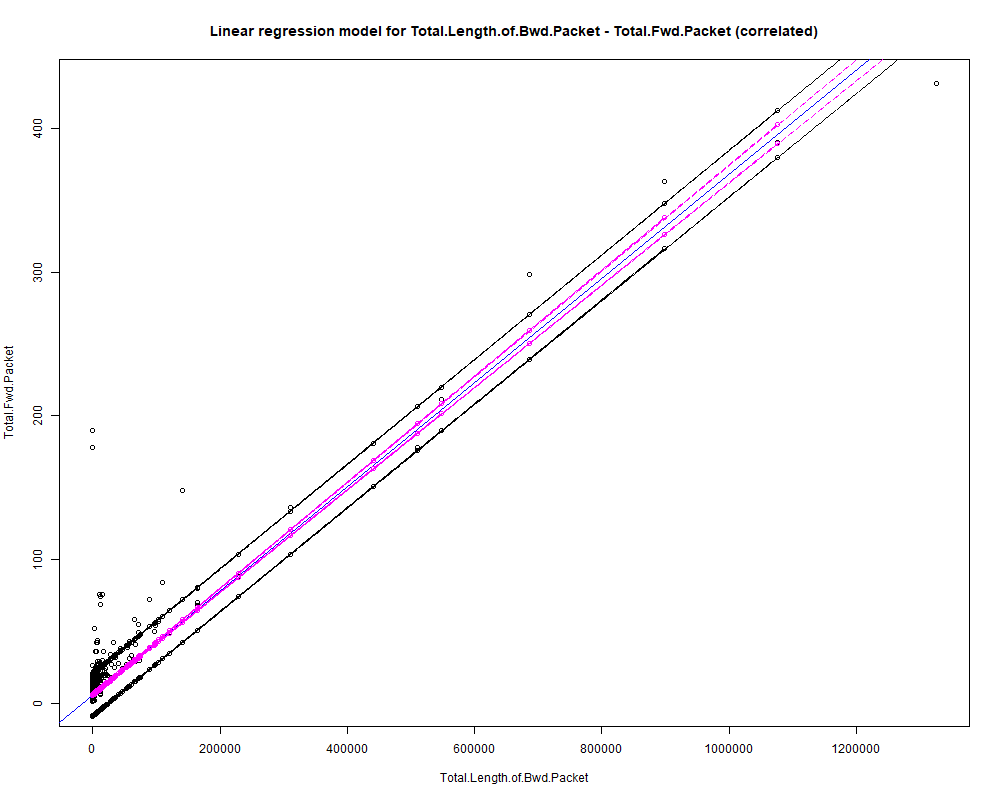 Linear regression model for Total.Length.of.Bwd.Packet - Total.Fwd.Packet (correlated)
400
300
200
100
0
Total.Fwd.Packet
0 200000 400000 600000 800000 1000000 1200000
Total.Length.of.Bwd.Packet